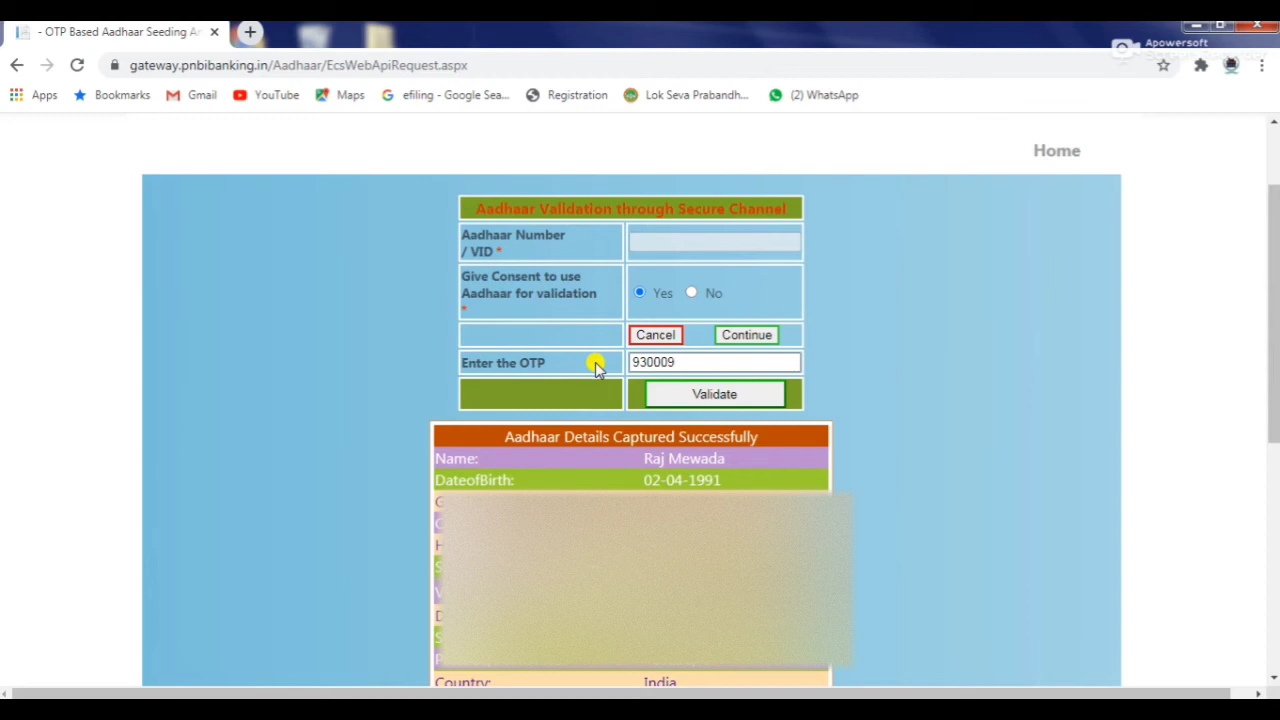 - OTP Based Aadhaar Seeding An
Apowersoft
gateway.pnbibanking.in/Aadhaar/EcsWebApiRequest.aspx
Apps
Bookmarks
Gmail
YouTube
Maps
efiling - Google Sea...
Registration
Lok Seva Prabandh...
(2) WhatsApp
Home
Aadhaar Validation through Secure Channel
Aadhaar Number
/ VID *
Give Consent to use
Aadhaar for validation
*
Yes No
Cancel Continue
Enter the OTP 930009
Validate
Aadhaar Details Captured Successfully
Name: Raj Mewada
DateofBirth: 02-04-1991
Country: India